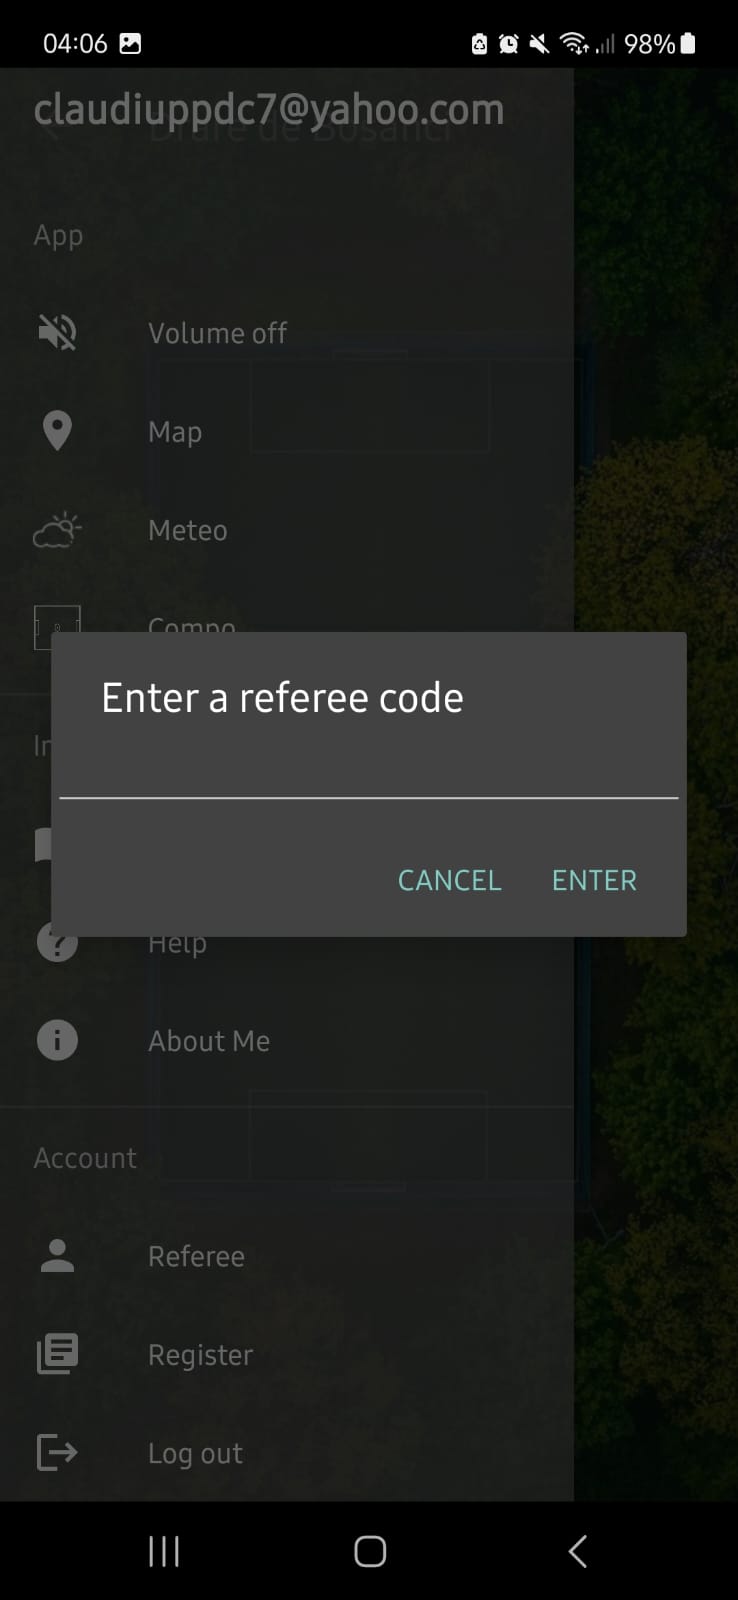 04:06 98%
claudiuppdc7@yahoo.com
App
Volume off
Map
Meteo
Compo
Enter a referee code
CANCEL ENTER
Help
About Me
Account
Referee
Register
Log out